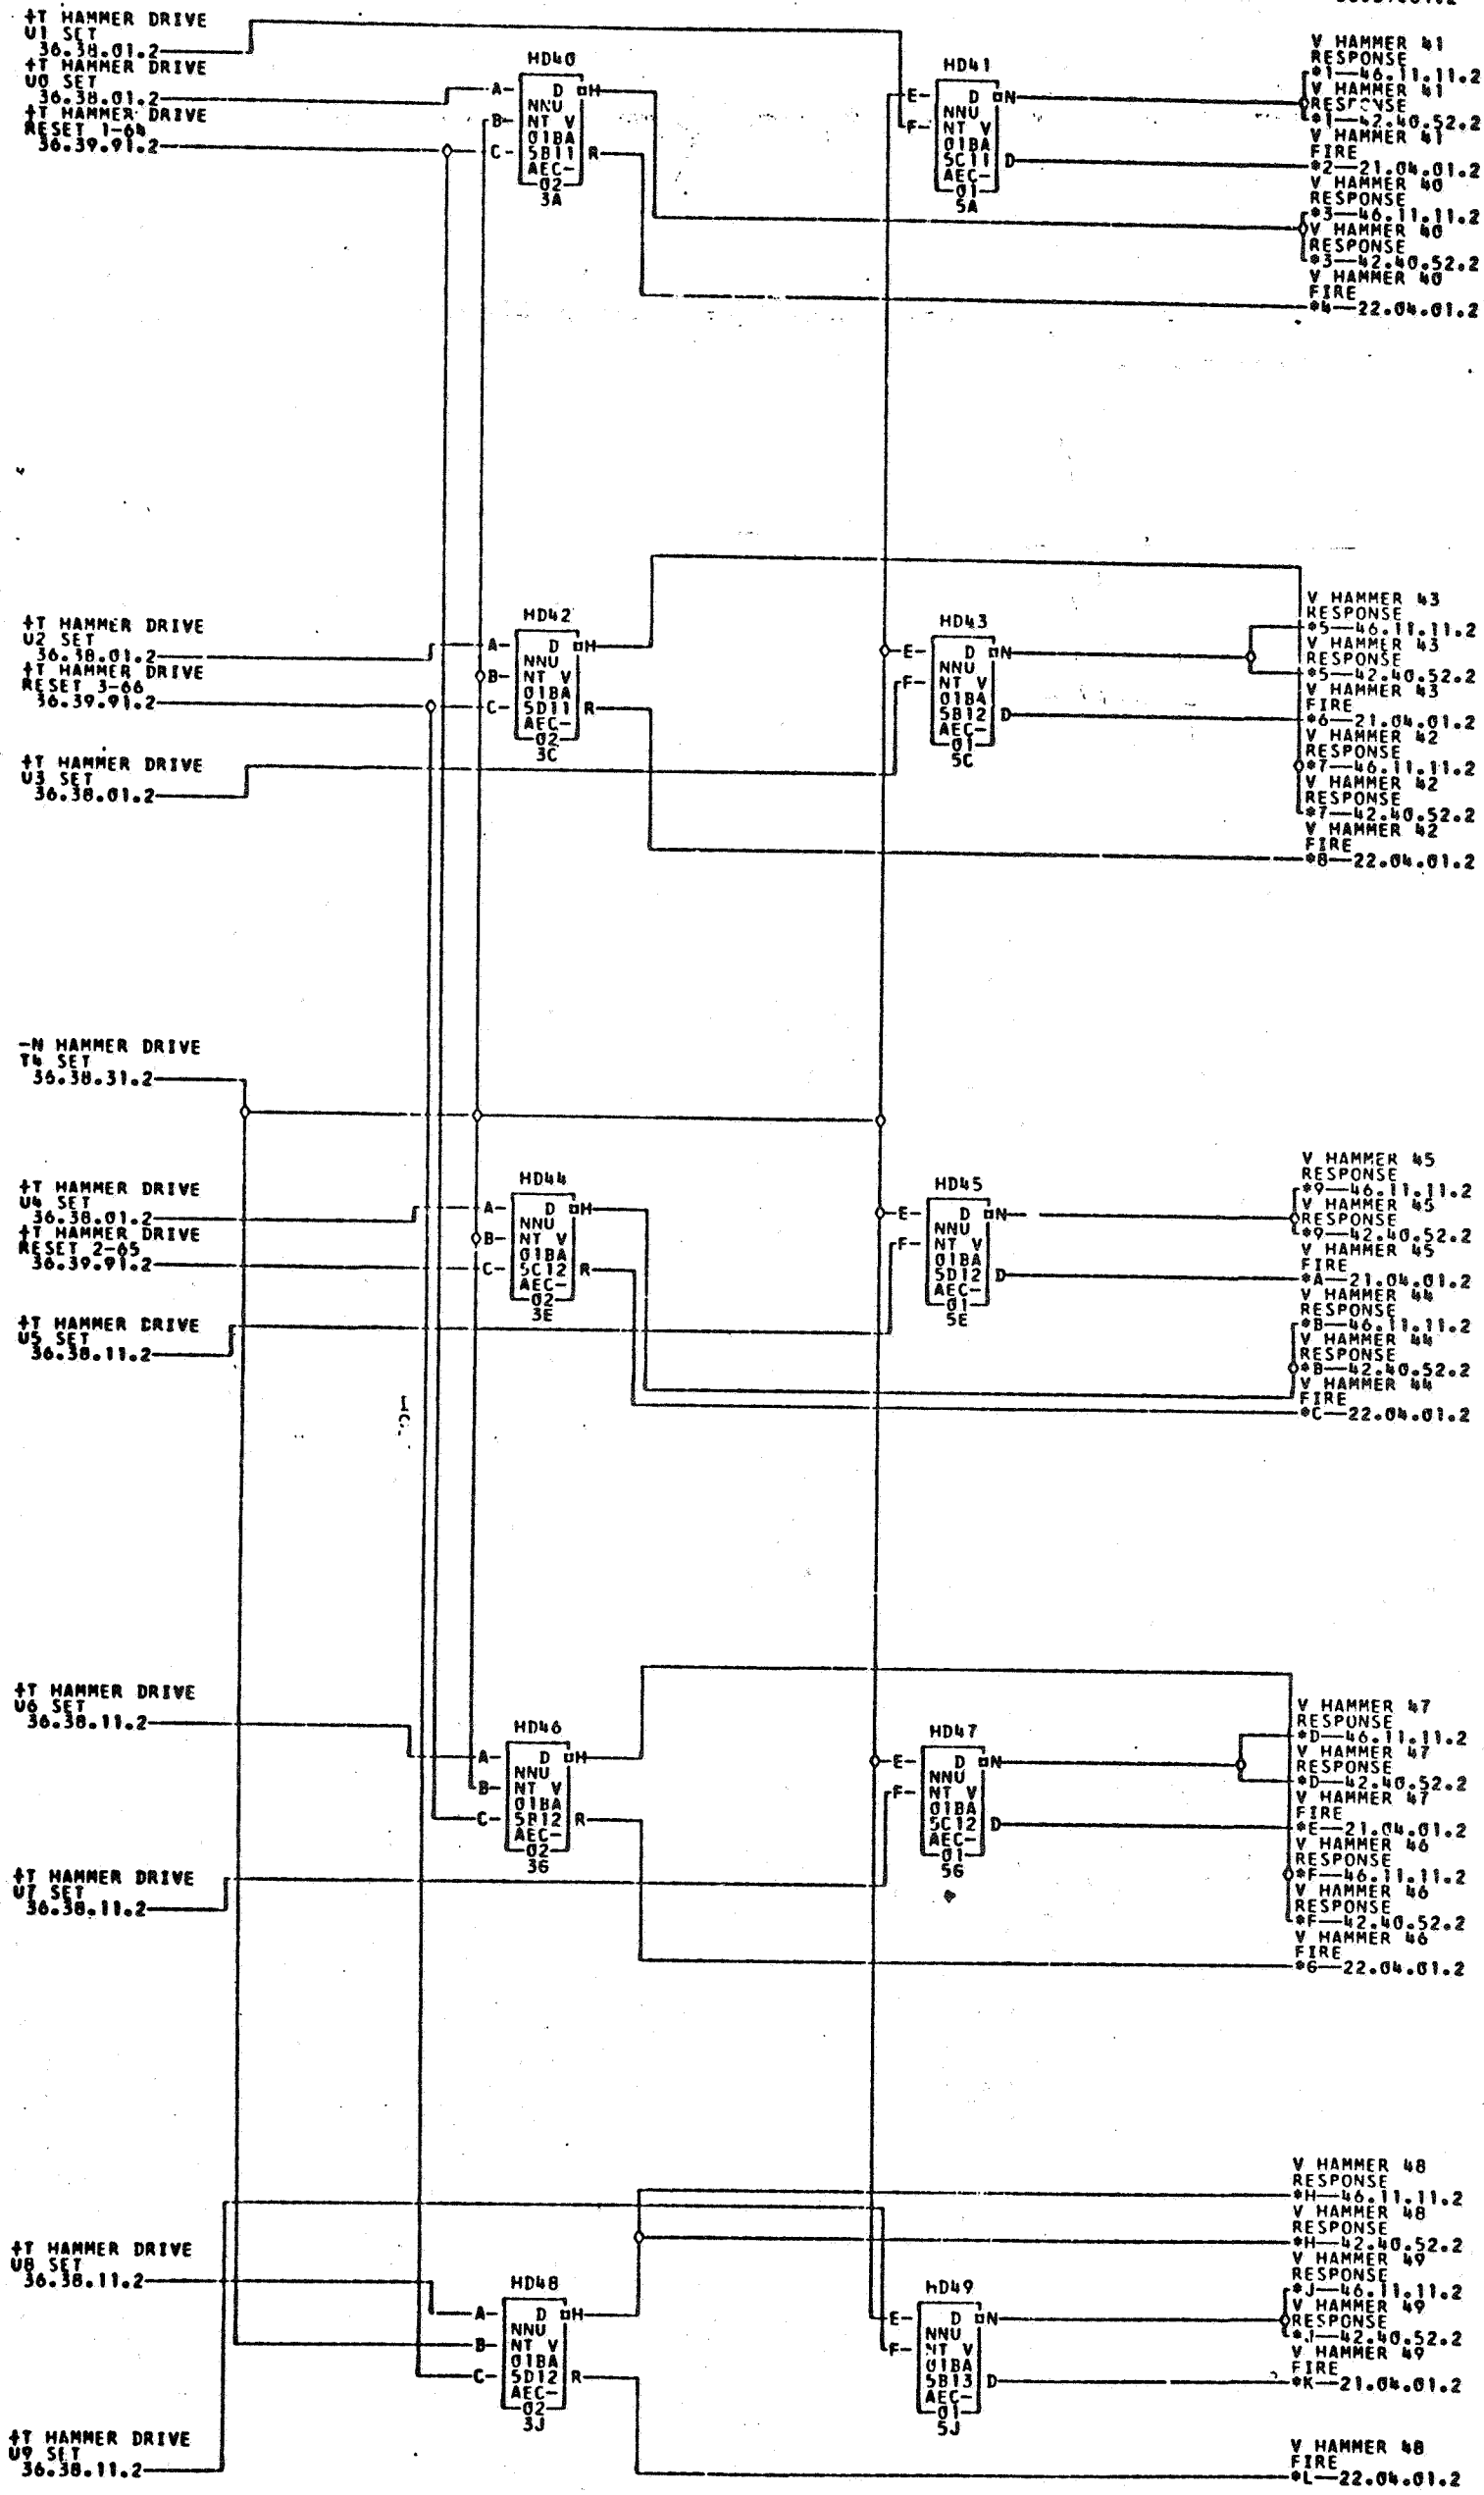 +T HAMMER DRIVE
U1 SET
36.38.01.2
+T HAMMER DRIVE
U0 SET
36.38.01.2
+T HAMMER DRIVE
RESET 1-64
36.39.91.2
HD40
A- D H
NNU
B- NT V
01BA
C- 5B11 R
AEC-
02
3A
HD41
E- D N
NNU
F- NT V
01BA
5C11 D
AEC-
01
5A
V HAMMER 41
RESPONSE
*1—46.11.11.2
V HAMMER 41
*1—42.40.52.2
V HAMMER 41
FIRE
*2—21.04.01.2
V HAMMER 40
RESPONSE
*3—46.11.11.2
V HAMMER 40
RESPONSE
*3—42.40.52.2
V HAMMER 40
FIRE
*4—22.04.01.2
+T HAMMER DRIVE
U2 SET
36.38.01.2
+T HAMMER DRIVE
RESET 3-66
36.39.91.2
+T HAMMER DRIVE
U3 SET
36.38.01.2
HD42
A- D H
NNU
B- NT V
01BA
C- 5D11 R
AEC-
02
3C
HD43
E- D N
NNU
F- NT V
01BA
5B12 D
AEC-
01
5C
V HAMMER 43
RESPONSE
*5—46.11.11.2
V HAMMER 43
RESPONSE
*5—42.40.52.2
V HAMMER 43
FIRE
*6—21.04.01.2
V HAMMER 42
RESPONSE
*7—46.11.11.2
V HAMMER 42
RESPONSE
*7—42.40.52.2
V HAMMER 42
FIRE
*8—22.04.01.2
-N HAMMER DRIVE
T4 SET
36.38.31.2
+T HAMMER DRIVE
U4 SET
36.38.01.2
+T HAMMER DRIVE
RESET 2-65
36.39.91.2
+T HAMMER DRIVE
U5 SET
36.38.11.2
HD44
A- D H
NNU
B- NT V
01BA
C- 5C12 R
AEC-
02
3E
HD45
E- D N
NNU
F- NT V
01BA
5D12 D
AEC-
01
5E
V HAMMER 45
RESPONSE
*9—46.11.11.2
V HAMMER 45
RESPONSE
*9—42.40.52.2
V HAMMER 45
FIRE
*A—21.04.01.2
V HAMMER 44
RESPONSE
*B—46.11.11.2
V HAMMER 44
RESPONSE
*B—42.40.52.2
V HAMMER 44
FIRE
*C—22.04.01.2
+T HAMMER DRIVE
U6 SET
36.38.11.2
+T HAMMER DRIVE
U7 SET
36.38.11.2
HD46
A- D H
NNU
B- NT V
01BA
C- 5B12 R
AEC-
02
3G
HD47
E- D N
NNU
F- NT V
01BA
5C12 D
AEC-
01
5G
V HAMMER 47
RESPONSE
*D—46.11.11.2
V HAMMER 47
RESPONSE
*D—42.40.52.2
V HAMMER 47
FIRE
*E—21.04.01.2
V HAMMER 46
RESPONSE
*F—46.11.11.2
V HAMMER 46
RESPONSE
*F—42.40.52.2
V HAMMER 46
FIRE
*G—22.04.01.2
+T HAMMER DRIVE
U8 SET
36.38.11.2
+T HAMMER DRIVE
U9 SET
36.38.11.2
HD48
A- D H
NNU
B- NT V
01BA
C- 5D12 R
AEC-
02
3J
HD49
E- D N
NNU
F- NT V
01BA
5B13 D
AEC-
01
5J
V HAMMER 48
RESPONSE
*H—46.11.11.2
V HAMMER 48
RESPONSE
*H—42.40.52.2
V HAMMER 49
RESPONSE
*J—46.11.11.2
V HAMMER 49
RESPONSE
*J—42.40.52.2
V HAMMER 49
FIRE
*K—21.04.01.2
V HAMMER 48
FIRE
*L—22.04.01.2